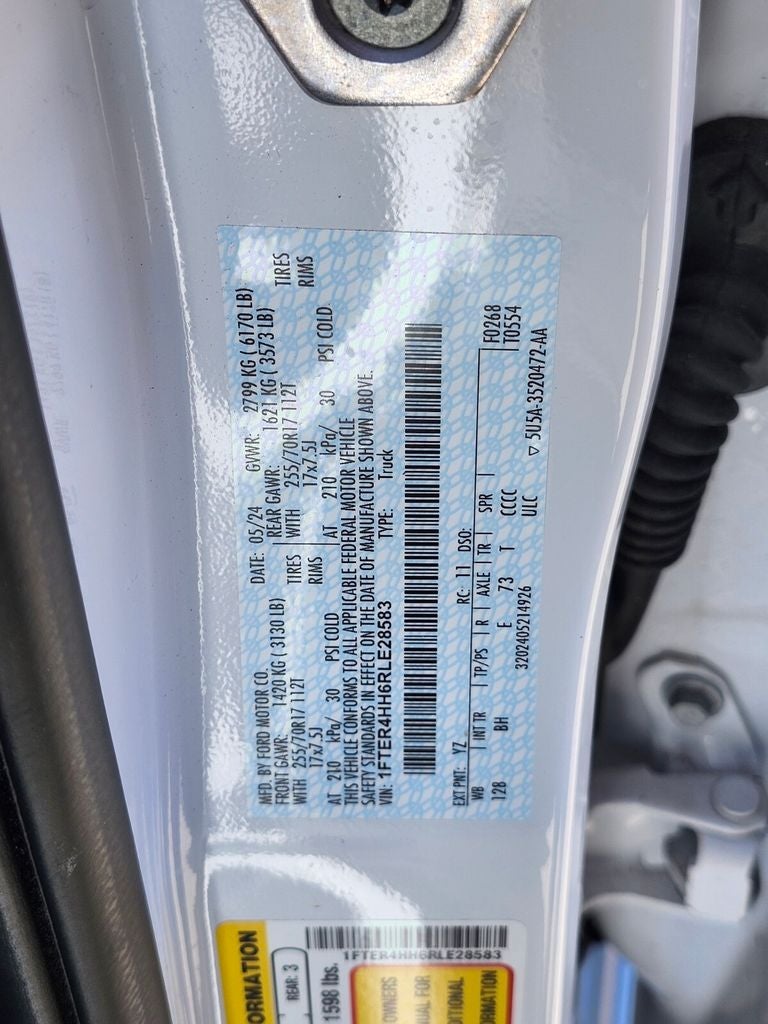 MFD. BY FORD MOTOR CO. DATE: 05/24 GVWR: 2799 KG ( 6170 LB)
FRONT GAWR: 1420 KG ( 3130 LB) REAR GAWR: 1621 KG ( 3573 LB)
WITH 255/70R17 112T TIRES WITH 255/70R17 112T TIRES
17x7.5J RIMS 17x7.5J RIMS
AT 210 kPa/ 30 PSI COLD AT 210 kPa/ 30 PSI COLD.
THIS VEHICLE CONFORMS TO ALL APPLICABLE FEDERAL MOTOR VEHICLE
SAFETY STANDARDS IN EFFECT ON THE DATE OF MANUFACTURE SHOWN ABOVE.
VIN: 1FTER4HH6RLE28583 TYPE: Truck
EXT PNT: YZ RC: 11 DSO: F0268
WB INT TR TP/PS R AXLE TR SPR T0554
128 BH E 73 T CCCC
3202405214926 ULC ▽ 5U5A-3520472-AA
ORMATION
REAR: 3
1598 lbs.
1FTER4HH6RLE28583
OWNERS
UAL FOR
DITIONAL
RMATION